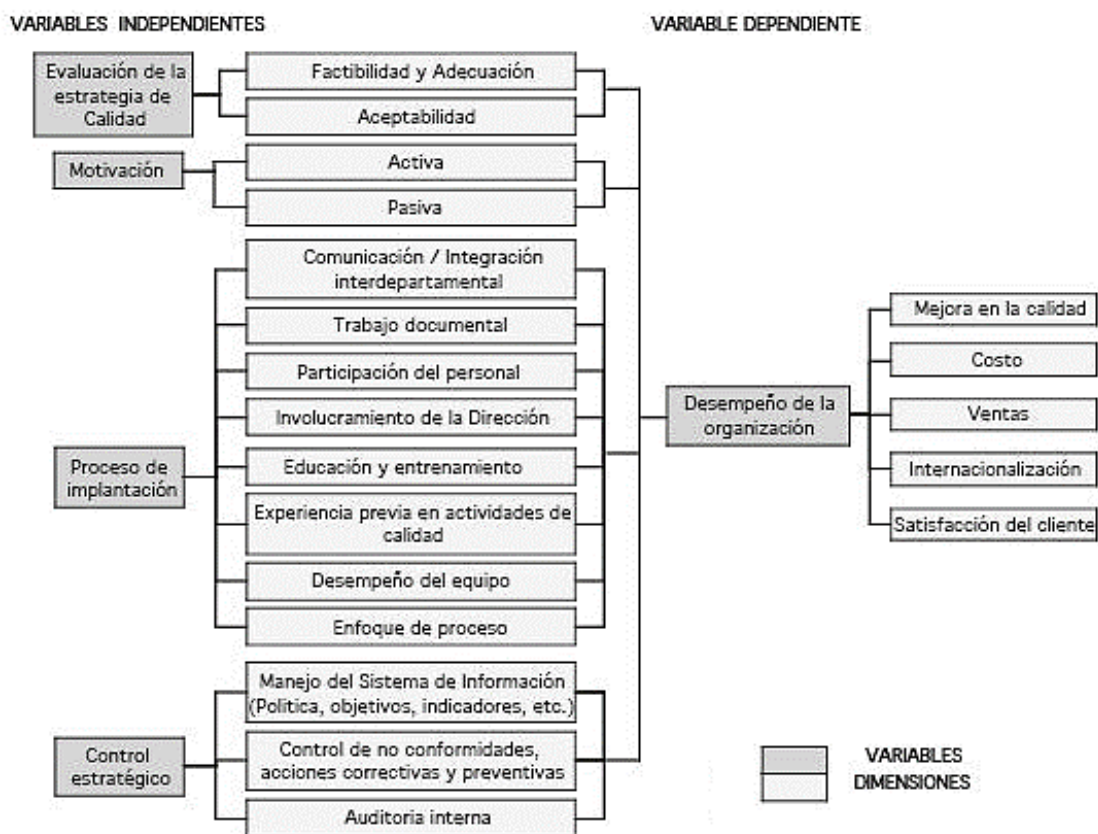 VARIABLES INDEPENDIENTES
VARIABLE DEPENDIENTE
Evaluación de la
estrategia de
Calidad
Factibilidad y Adecuación
Aceptabilidad
Motivación
Activa
Pasiva
Proceso de
implantación
Comunicación / Integración
interdepartamental
Trabajo documental
Participación del personal
Involucramiento de la Dirección
Educación y entrenamiento
Experiencia previa en actividades de
calidad
Desempeño del equipo
Enfoque de proceso
Control
estratégico
Manejo del Sistema de Información
(Politica, objetivos, indicadores, etc.)
Control de no conformidades,
acciones correctivas y preventivas
Auditoria interna
Desempeño de la
organización
Mejora en la calidad
Costo
Ventas
Internacionalización
Satisfacción del cliente
VARIABLES
DIMENSIONES